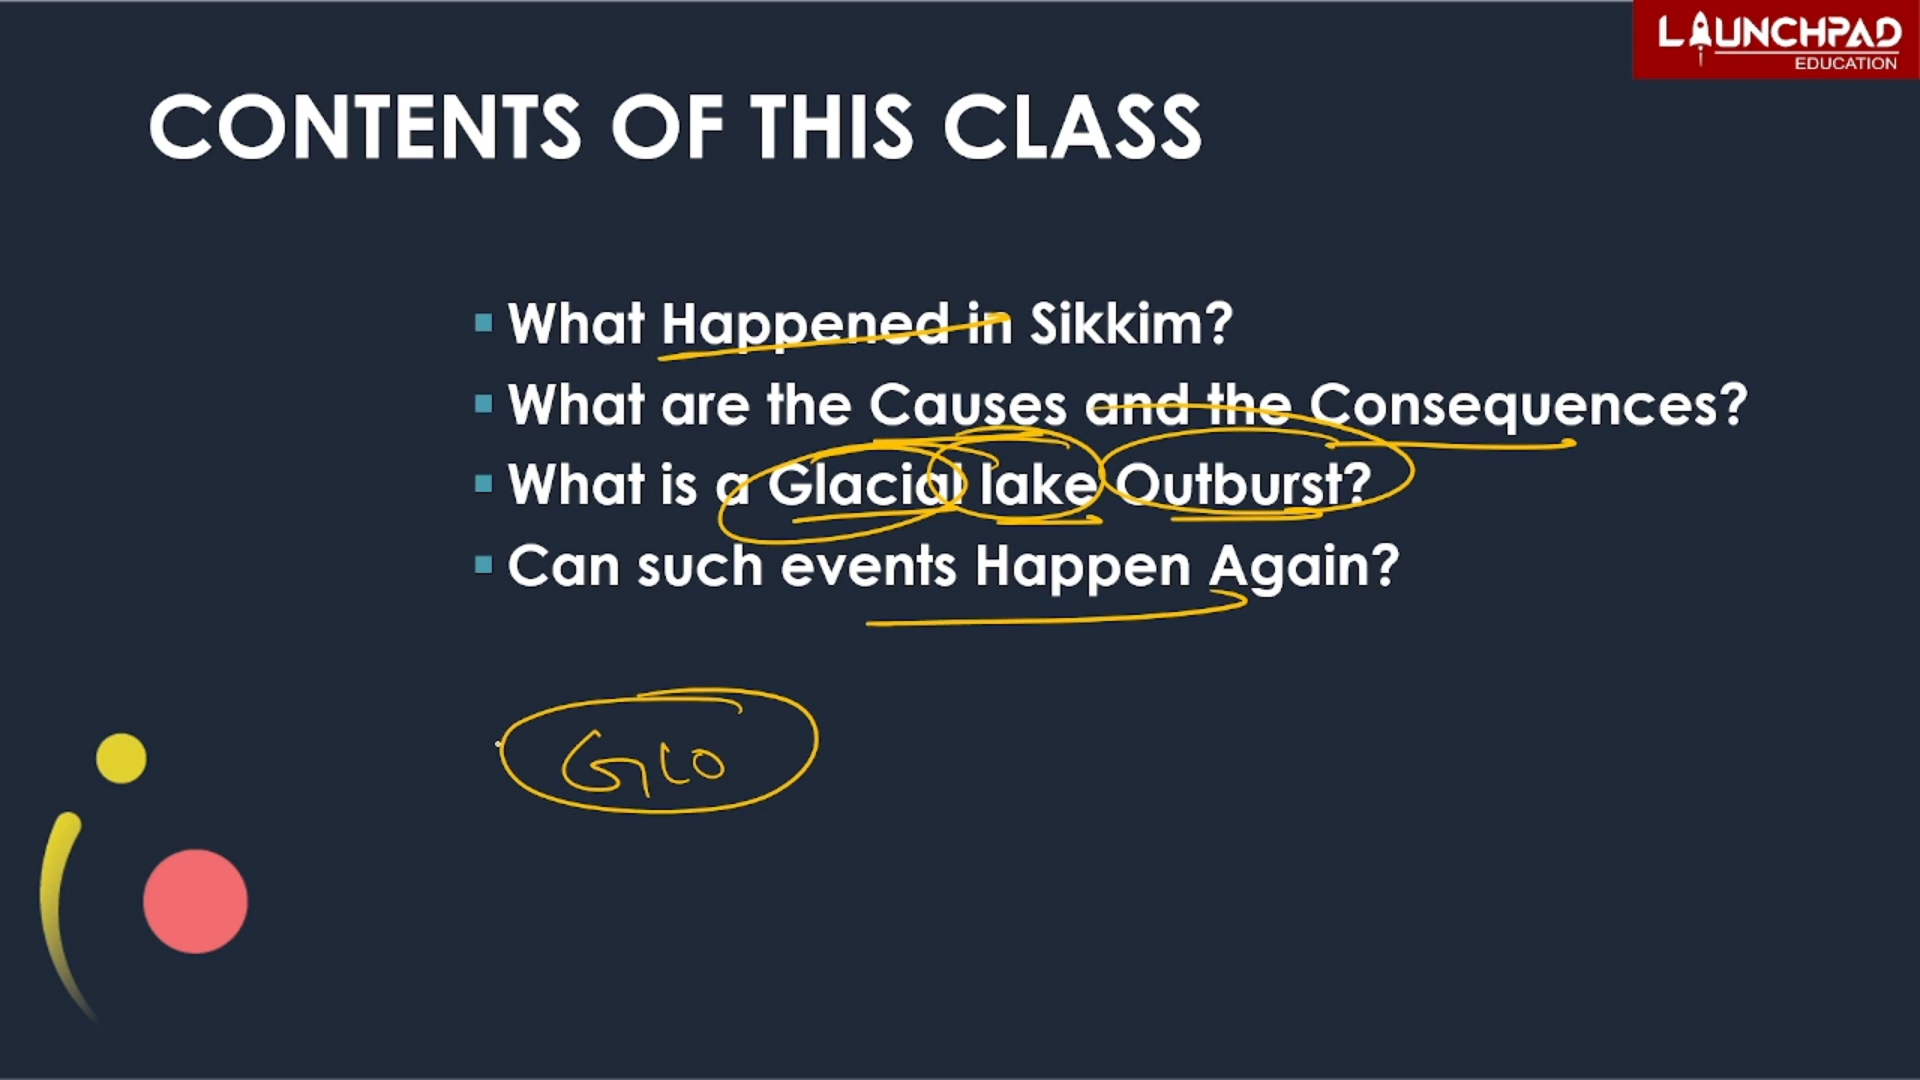 LAUNCHPAD
EDUCATION
CONTENTS OF THIS CLASS
What Happened in Sikkim?
What are the Causes and the Consequences?
What is a Glacial lake Outburst?
Can such events Happen Again?
GLO